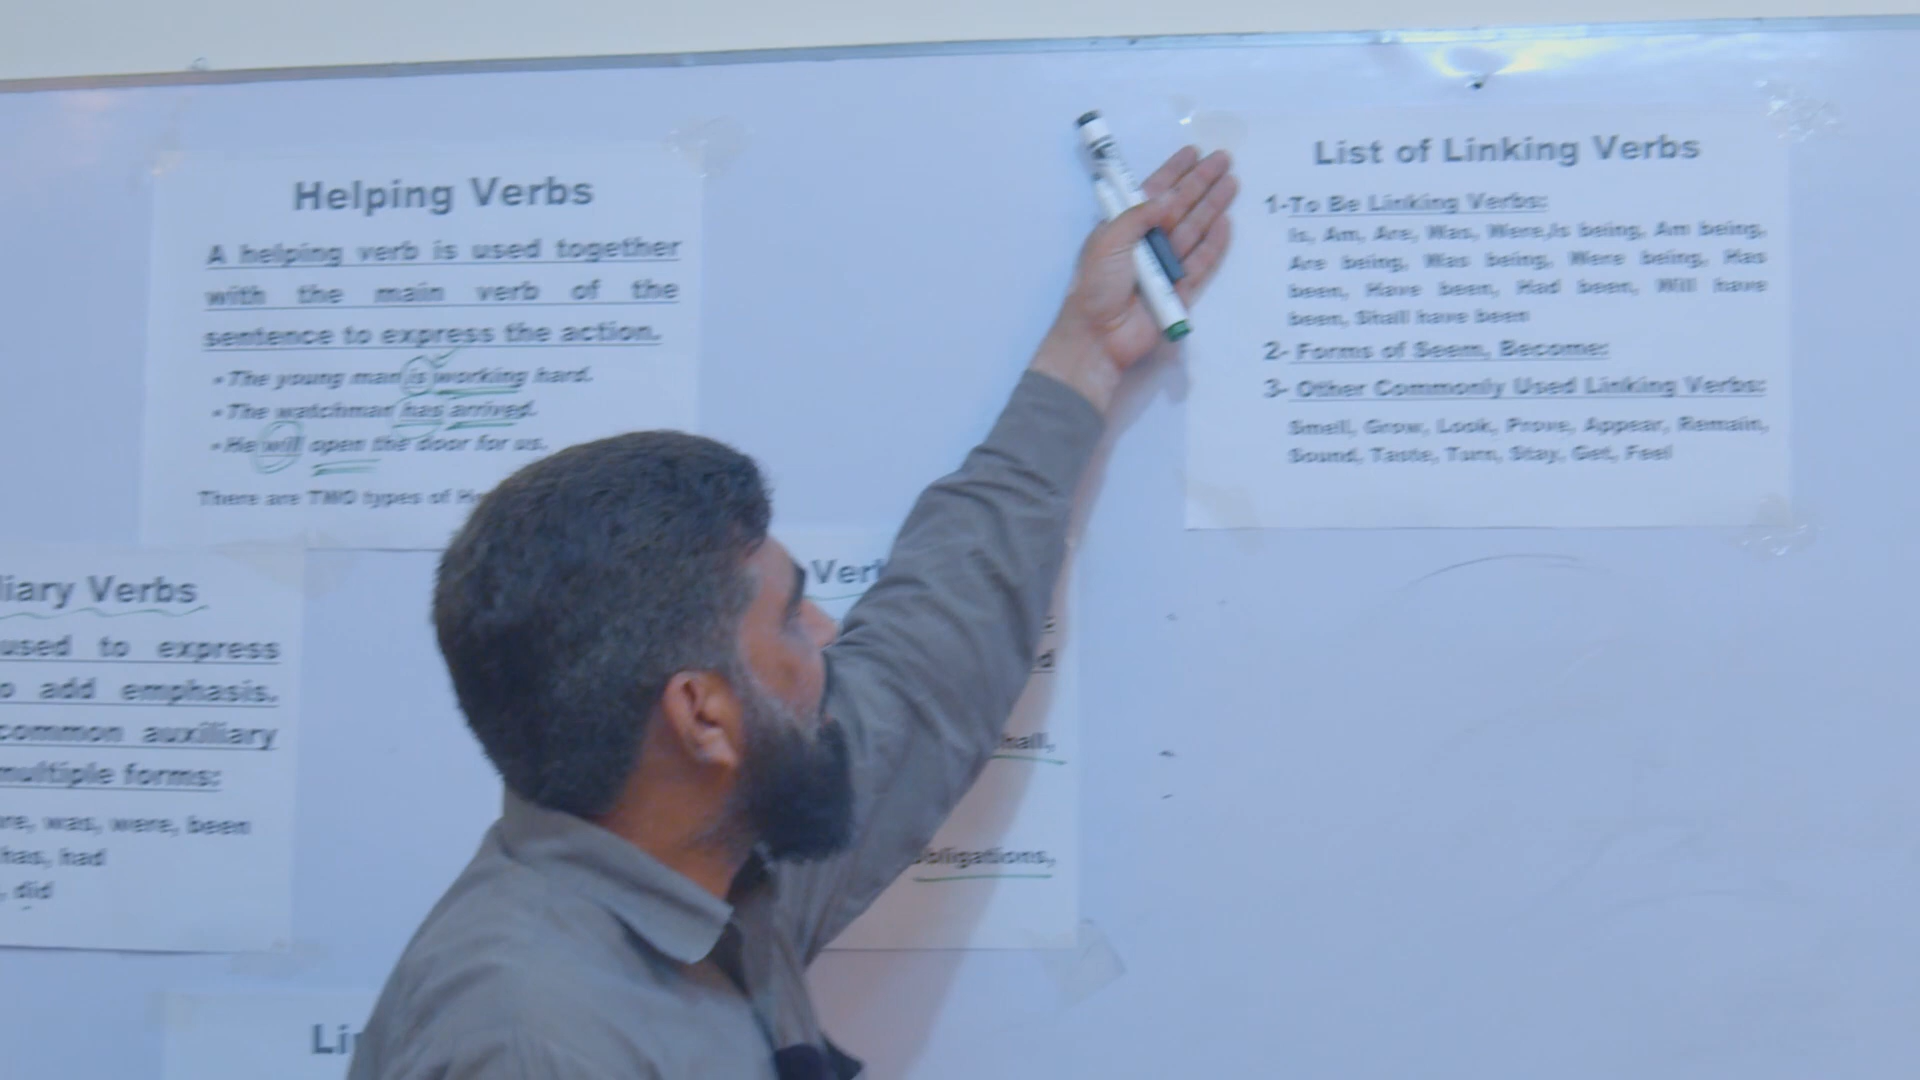 Helping Verbs
A helping verb is used together
with the main verb of the
sentence to express the action.
• The young man is working hard.
• The watchman has arrived.
• He will open the door for us.
There are TWO types of
List of Linking Verbs
1-To Be Linking Verbs:
Is, Am, Are, Was, Were,Is being, Am being,
Are being, Was being, Were being, Has
been, Have been, Had been, Will have
been, Shall have been
2- Forms of Seem, Become:
3- Other Commonly Used Linking Verbs:
Smell, Grow, Look, Prove, Appear, Remain,
Sound, Taste, Turn, Stay, Get, Feel
Verbs
used to express
add emphasis.
common auxiliary
multiple forms:
was, were, been
has, had
did
obligations,